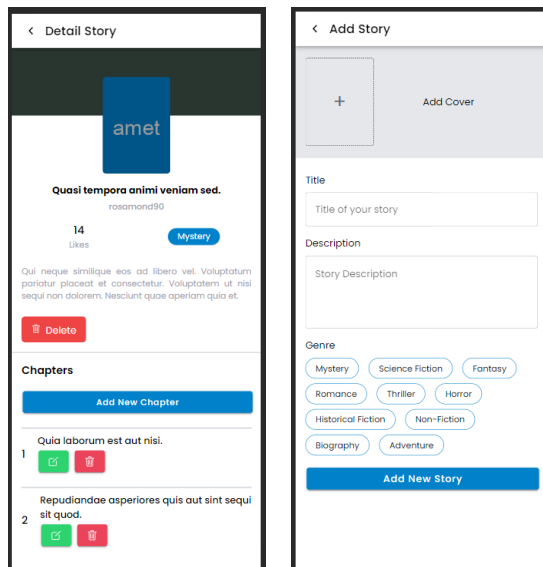 Detail Story
amet
Quasi tempora animi veniam sed.
rosamond90
14
Likes
Mystery
Qui neque similique eos ad libero vel. Voluptatum
pariatur placeat et consectetur. Voluptatem ut nisi
sequi non dolorem. Nesciunt quae aperiam quia et.
Delete
Chapters
Add New Chapter
1
Quia laborum est aut nisi.
2
Repudiandae asperiores quis aut sint sequi
sit quod.
Add Story
+
Add Cover
Title
Title of your story
Description
Story Description
Genre
Mystery
Science Fiction
Fantasy
Romance
Thriller
Horror
Historical Fiction
Non-Fiction
Biography
Adventure
Add New Story